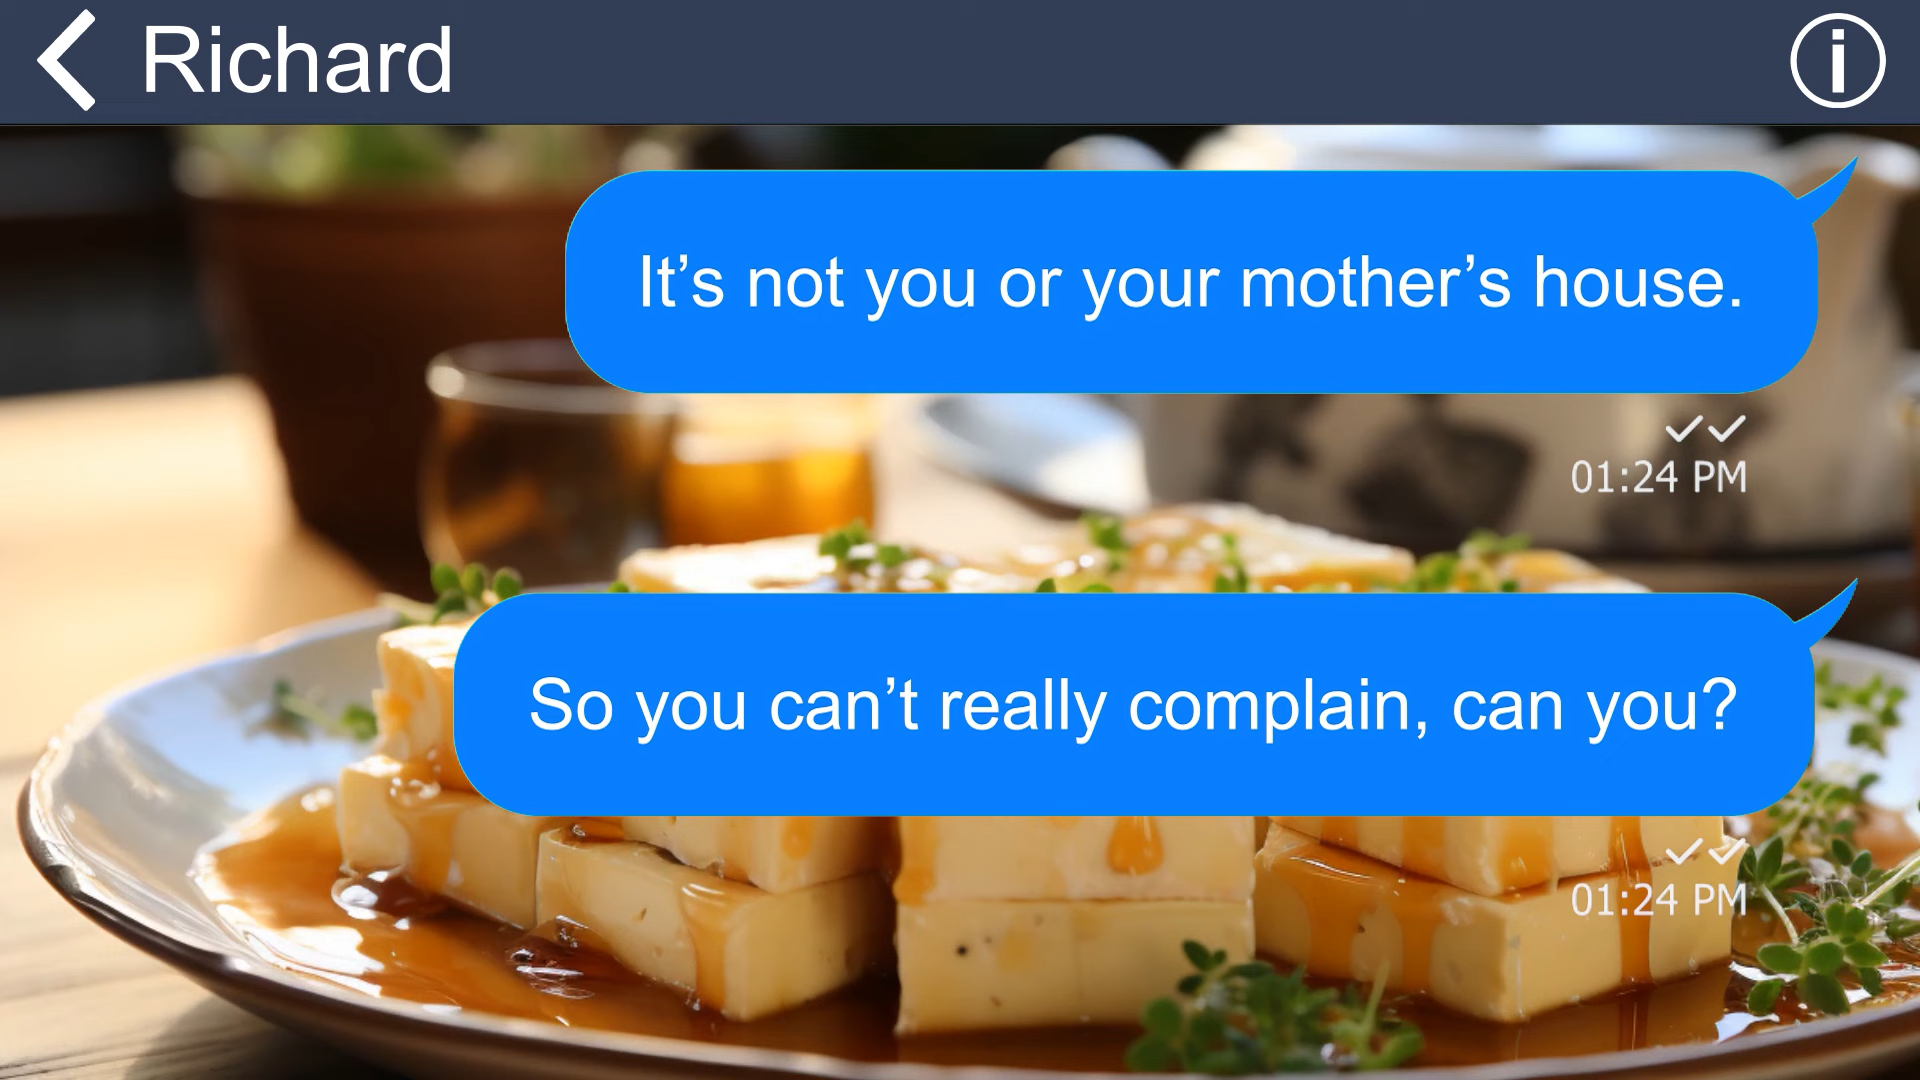 Richard
It’s not you or your mother’s house.
01:24 PM
So you can’t really complain, can you?
01:24 PM